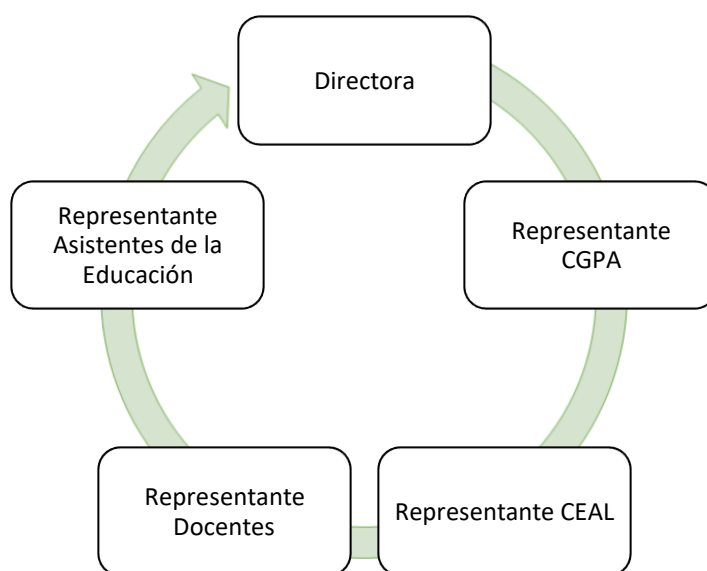 Directora
Representante
CGPA
Representante CEAL
Representante
Docentes
Representante
Asistentes de la
Educación